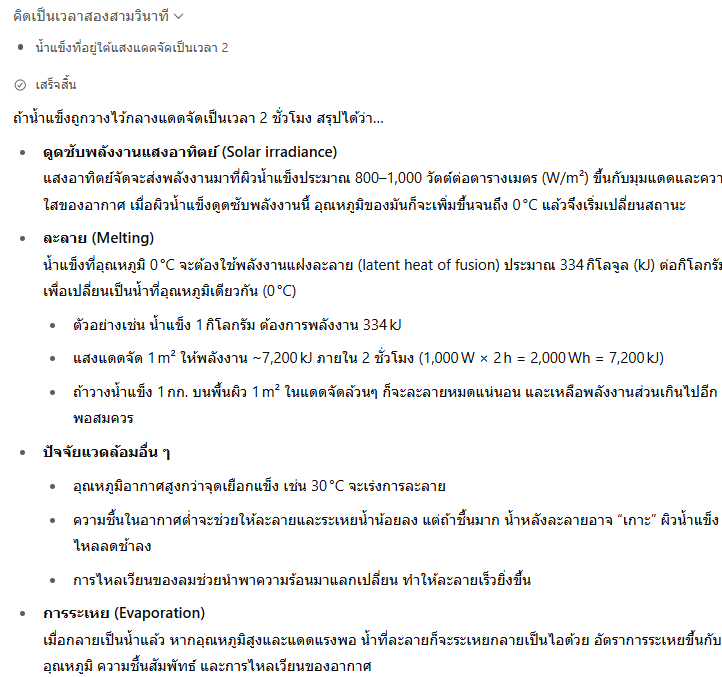 คิดเป็นเวลาสองสามวินาที
น้ำแข็งที่อยู่ใต้แสงแดดจัดเป็นเวลา 2
เสร็จสิ้น
ถ้าน้ำแข็งถูกวางไว้กลางแดดจัดเป็นเวลา 2 ชั่วโมง สรุปได้ว่า...
ดูดซับพลังงานแสงอาทิตย์ (Solar irradiance)
แสงอาทิตย์จัดจะส่งพลังงานมาที่ผิวน้ำแข็งประมาณ 800–1,000 วัตต์ต่อตารางเมตร (W/m²) ขึ้นกับมุมแดดและควา
ใสของอากาศ เมื่อผิวน้ำแข็งดูดซับพลังงานนี้ อุณหภูมิของมันก็จะเพิ่มขึ้นจนถึง 0 °C แล้วจึงเริ่มเปลี่ยนสถานะ
ละลาย (Melting)
น้ำแข็งที่อุณหภูมิ 0 °C จะต้องใช้พลังงานแฝงละลาย (latent heat of fusion) ประมาณ 334 กิโลจูล (kJ) ต่อกิโลกรัม
เพื่อเปลี่ยนเป็นน้ำที่อุณหภูมิเดียวกัน (0 °C)
ตัวอย่างเช่น น้ำแข็ง 1 กิโลกรัม ต้องการพลังงาน 334 kJ
แสงแดดจัด 1 m² ให้พลังงาน ~7,200 kJ ภายใน 2 ชั่วโมง (1,000 W × 2 h = 2,000 Wh = 7,200 kJ)
ถ้าวางน้ำแข็ง 1 กก. บนพื้นผิว 1 m² ในแดดจัดล้วนๆ ก็จะละลายหมดแน่นอน และเหลือพลังงานส่วนเกินไปอีก
พอสมควร
ปัจจัยแวดล้อมอื่น ๆ
อุณหภูมิอากาศสูงกว่าจุดเยือกแข็ง เช่น 30 °C จะเร่งการละลาย
ความชื้นในอากาศต่ำจะช่วยให้ละลายและระเหยน้ำน้อยลง แต่ถ้าชื้นมาก น้ำหลังละลายอาจ “เกาะ” ผิวน้ำแข็ง
ไหลลดช้าลง
การไหลเวียนของลมช่วยนำพาความร้อนมาแลกเปลี่ยน ทำให้ละลายเร็วยิ่งขึ้น
การระเหย (Evaporation)
เมื่อกลายเป็นน้ำแล้ว หากอุณหภูมิสูงและแดดแรงพอ น้ำที่ละลายก็จะระเหยกลายเป็นไอด้วย อัตราการระเหยขึ้นกับ
อุณหภูมิ ความชื้นสัมพัทธ์ และการไหลเวียนของอากาศ